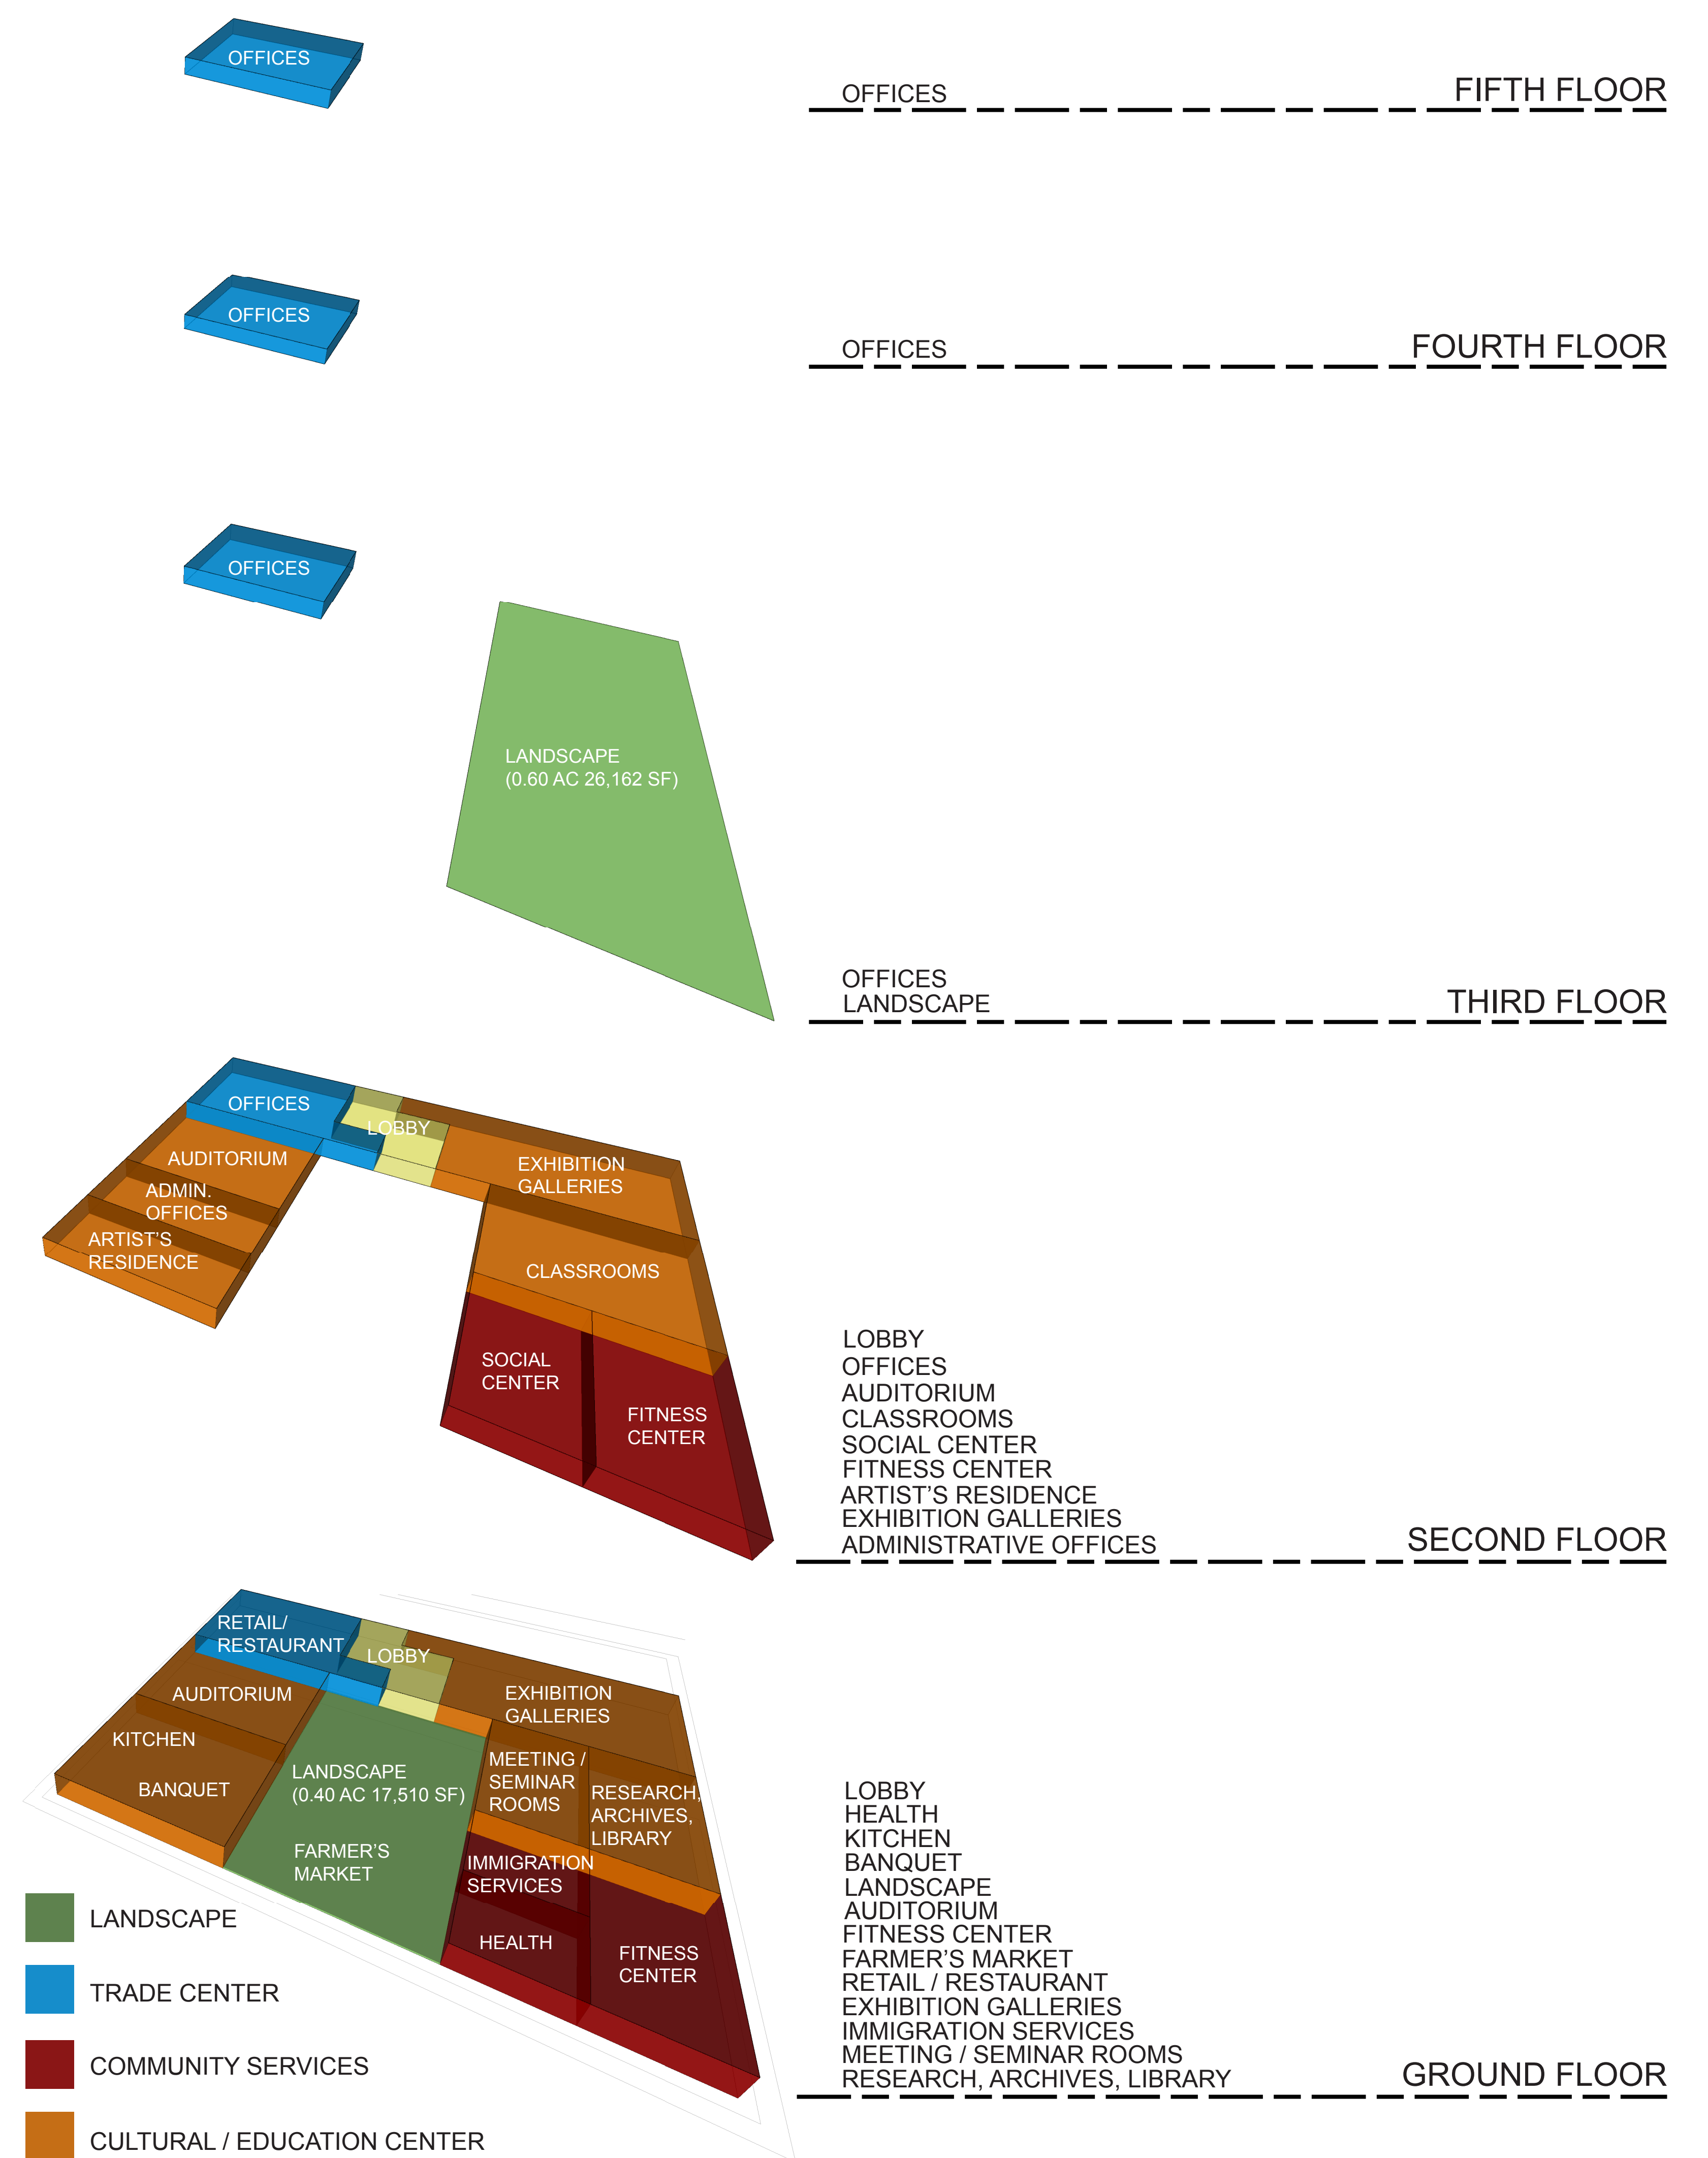 OFFICES
OFFICES
FIFTH FLOOR
OFFICES
OFFICES
FOURTH FLOOR
OFFICES
LANDSCAPE
(0.60 AC 26,162 SF)
OFFICES
LANDSCAPE
THIRD FLOOR
OFFICES
LOBBY
AUDITORIUM
EXHIBITION
GALLERIES
ADMIN.
OFFICES
ARTIST'S
RESIDENCE
CLASSROOMS
SOCIAL
CENTER
FITNESS
CENTER
LOBBY
OFFICES
AUDITORIUM
CLASSROOMS
SOCIAL CENTER
FITNESS CENTER
ARTIST'S RESIDENCE
EXHIBITION GALLERIES
ADMINISTRATIVE OFFICES
SECOND FLOOR
RETAIL/
RESTAURANT
LOBBY
AUDITORIUM
EXHIBITION
GALLERIES
KITCHEN
BANQUET
LANDSCAPE
(0.40 AC 17,510 SF)
FARMER'S
MARKET
MEETING /
SEMINAR
ROOMS
RESEARCH,
ARCHIVES,
LIBRARY
IMMIGRATION
SERVICES
HEALTH
FITNESS
CENTER
LOBBY
HEALTH
KITCHEN
BANQUET
LANDSCAPE
AUDITORIUM
FITNESS CENTER
FARMER'S MARKET
RETAIL / RESTAURANT
EXHIBITION GALLERIES
IMMIGRATION SERVICES
MEETING / SEMINAR ROOMS
RESEARCH, ARCHIVES, LIBRARY
GROUND FLOOR
LANDSCAPE
TRADE CENTER
COMMUNITY SERVICES
CULTURAL / EDUCATION CENTER